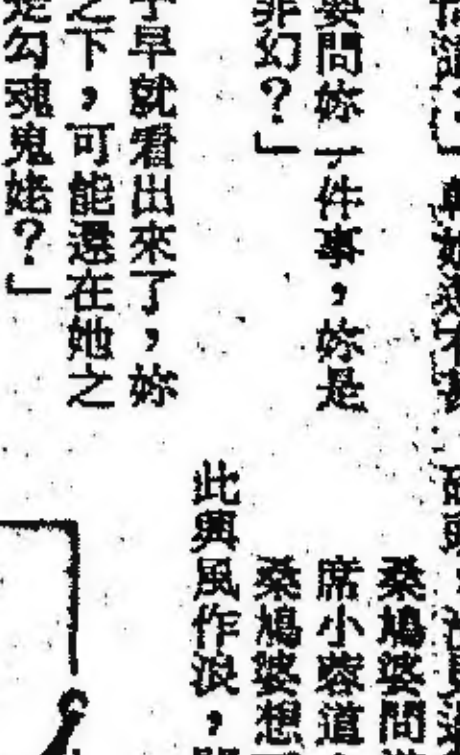 要問妳一件事，妳是
非幻？」
早就看出來了，妳
之下，可能還在她之
是勾魂鬼姥？」
桑鳩婆問
席小蓉道
桑鳩婆想
此興風作浪，